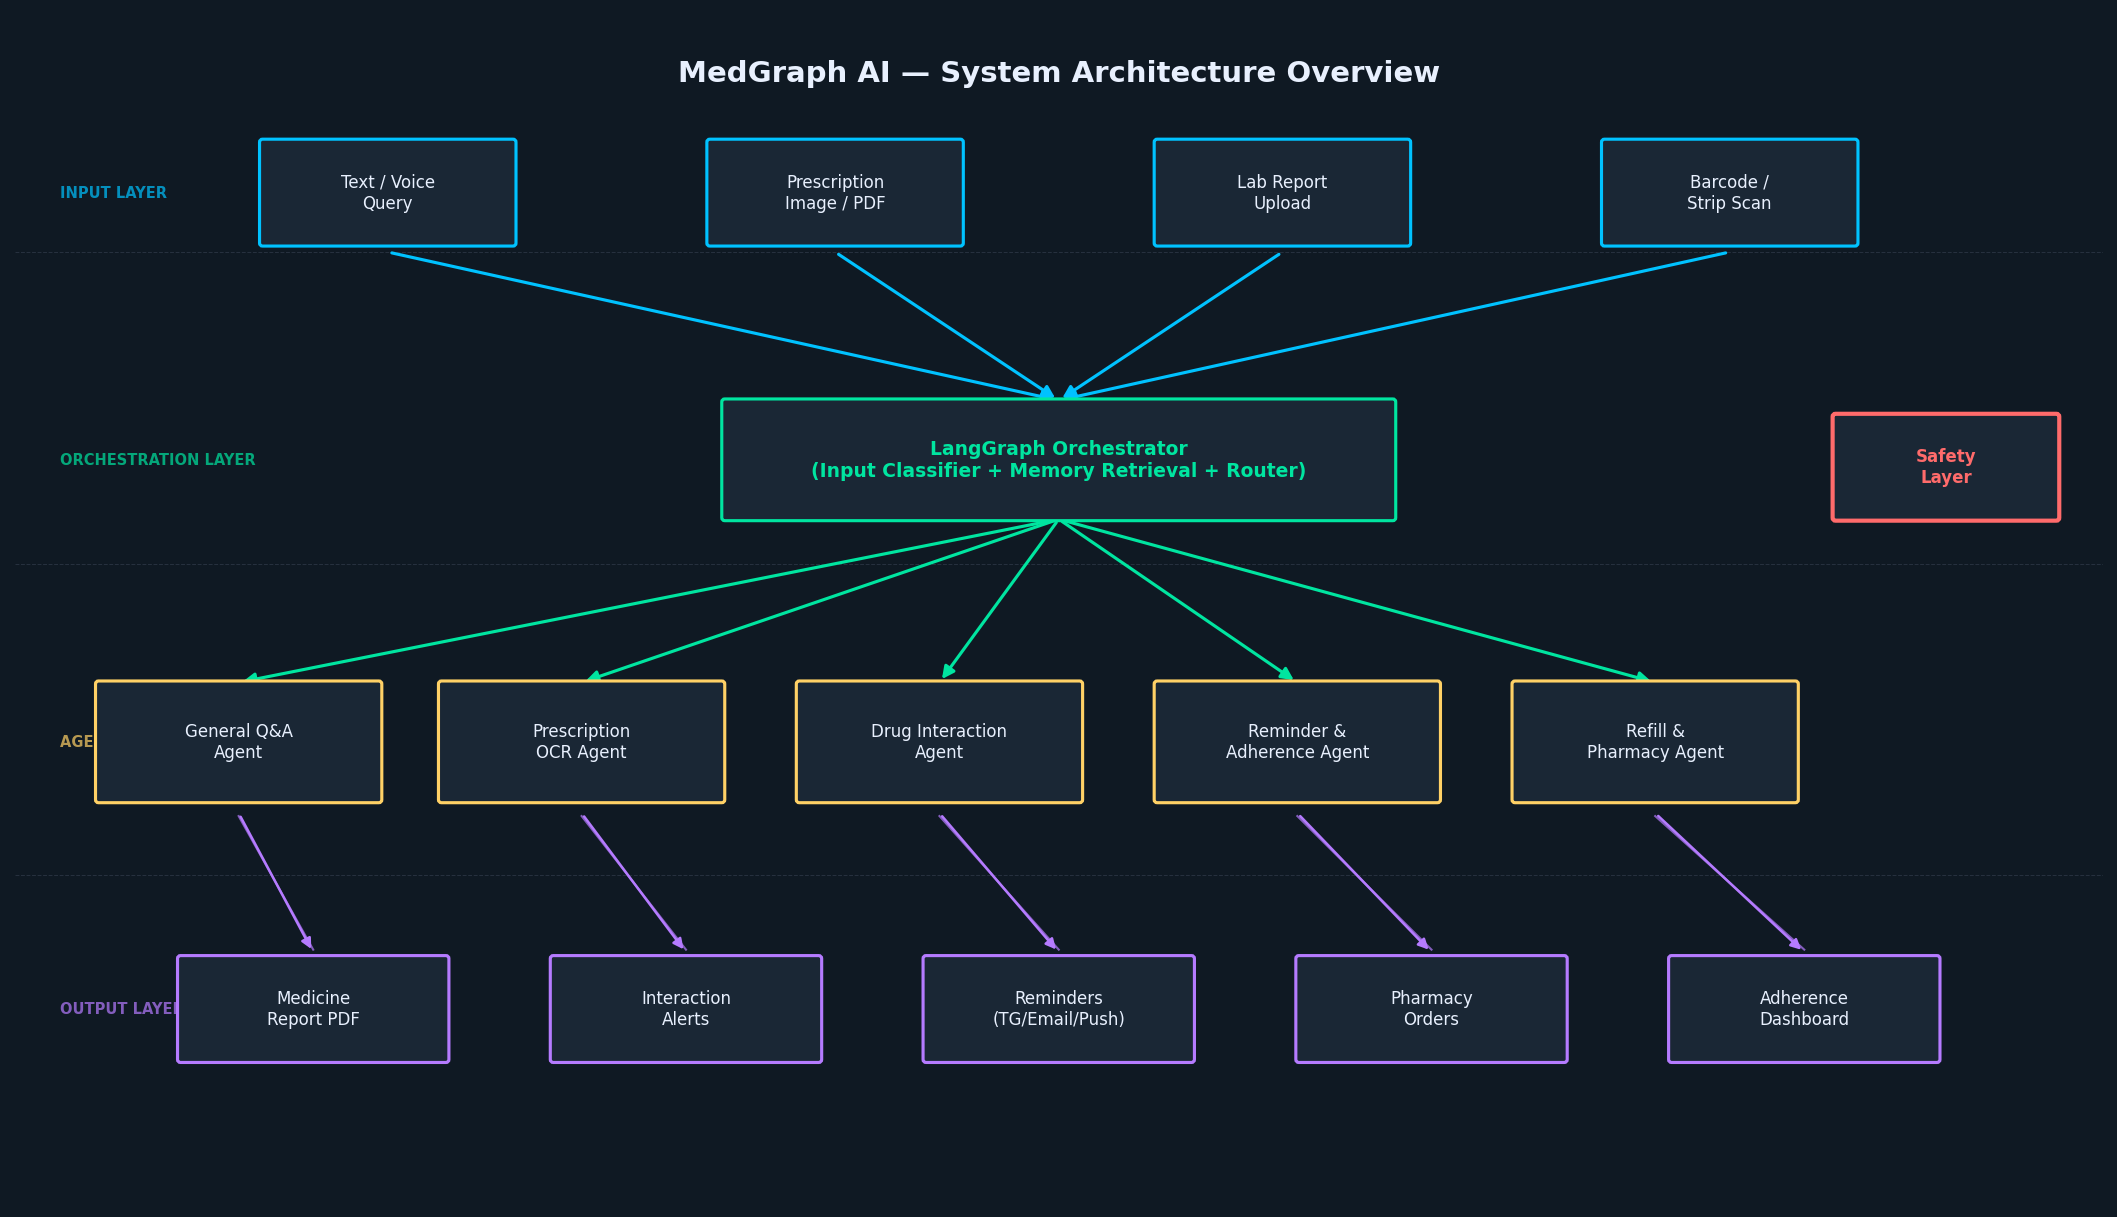 MedGraph AI — System Architecture Overview
INPUT LAYER
Text / Voice
Query
Prescription
Image / PDF
Lab Report
Upload
Barcode /
Strip Scan
ORCHESTRATION LAYER
LangGraph Orchestrator
(Input Classifier + Memory Retrieval + Router)
Safety
Layer
AGE
General Q&A
Agent
Prescription
OCR Agent
Drug Interaction
Agent
Reminder &
Adherence Agent
Refill &
Pharmacy Agent
OUTPUT LAYER
Medicine
Report PDF
Interaction
Alerts
Reminders
(TG/Email/Push)
Pharmacy
Orders
Adherence
Dashboard